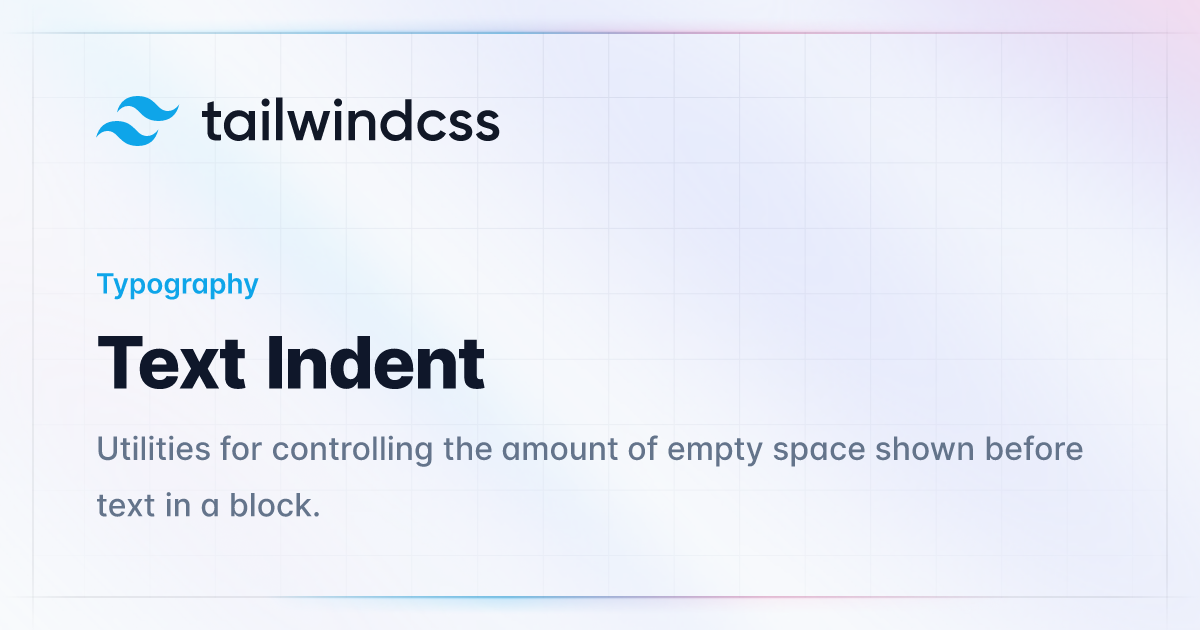 tailwindcss
Typography
Text Indent
Utilities for controlling the amount of empty space shown before
text in a block.